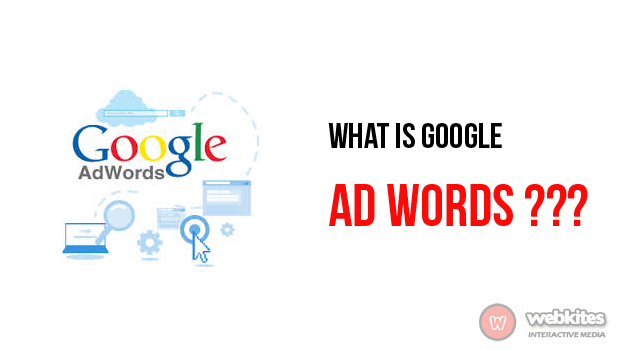 Google
AdWords
WHAT IS GOOGLE
AD WORDS ???
w
webkites
INTERACTIVE MEDIA